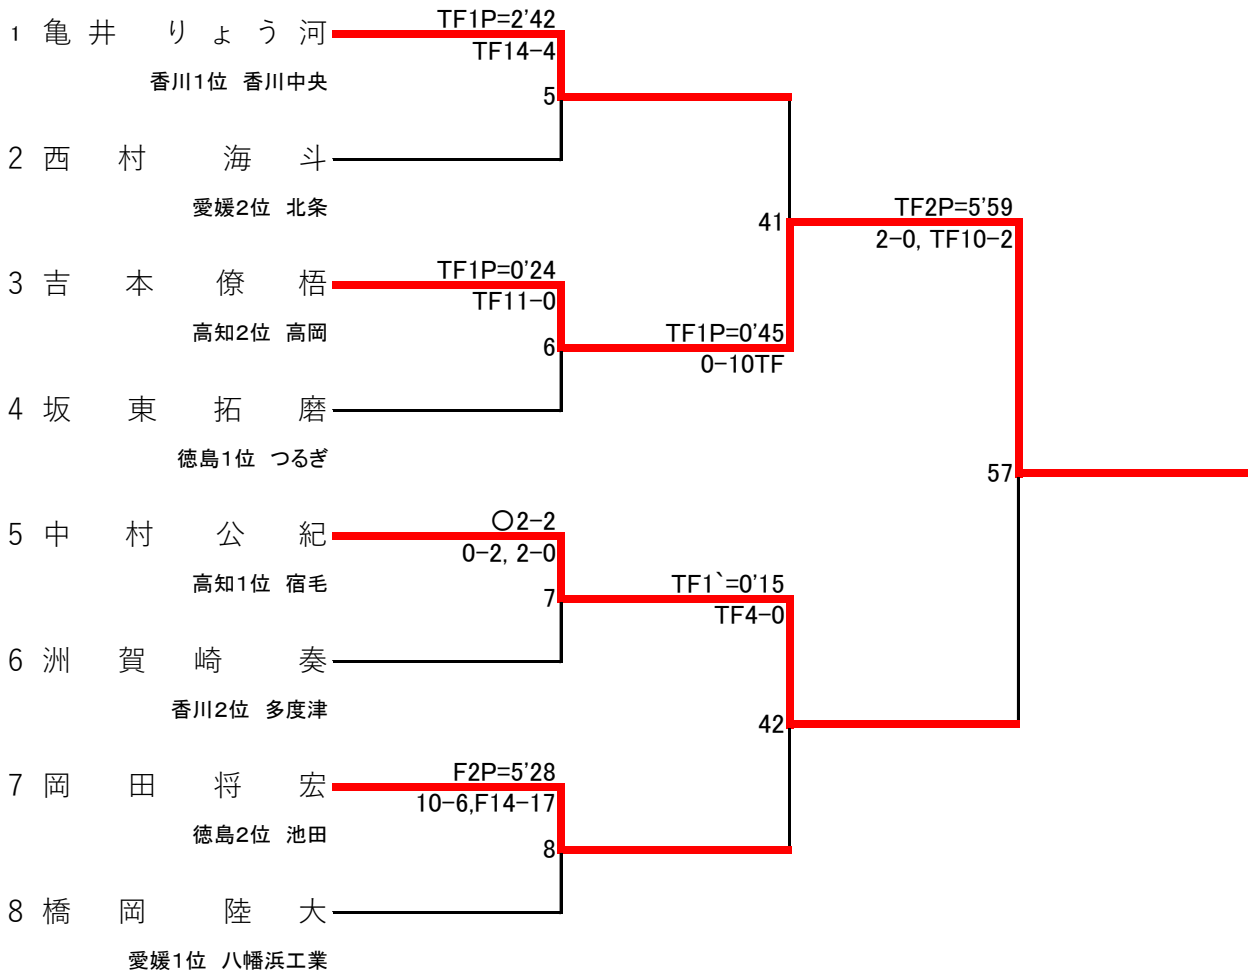 1 亀井 りょう河
TF1P=2'42
TF14-4
香川1位 香川中央
5
2 西村 海斗
愛媛2位 北条
41
TF2P=5'59
2-0, TF10-2
3 吉本僚梧
TF1P=0'24
TF11-0
高知2位 高岡
6
TF1P=0'45
0-10TF
4 坂東拓磨
徳島1位 つるぎ
57
5 中村公紀
○2-2
0-2, 2-0
高知1位 宿毛
7
TF1`=0'15
TF4-0
6 洲賀崎 奏
香川2位 多度津
42
7 岡田将宏
F2P=5'28
10-6,F14-17
徳島2位 池田
8
8 橋岡 陸大
愛媛1位 八幡浜工業